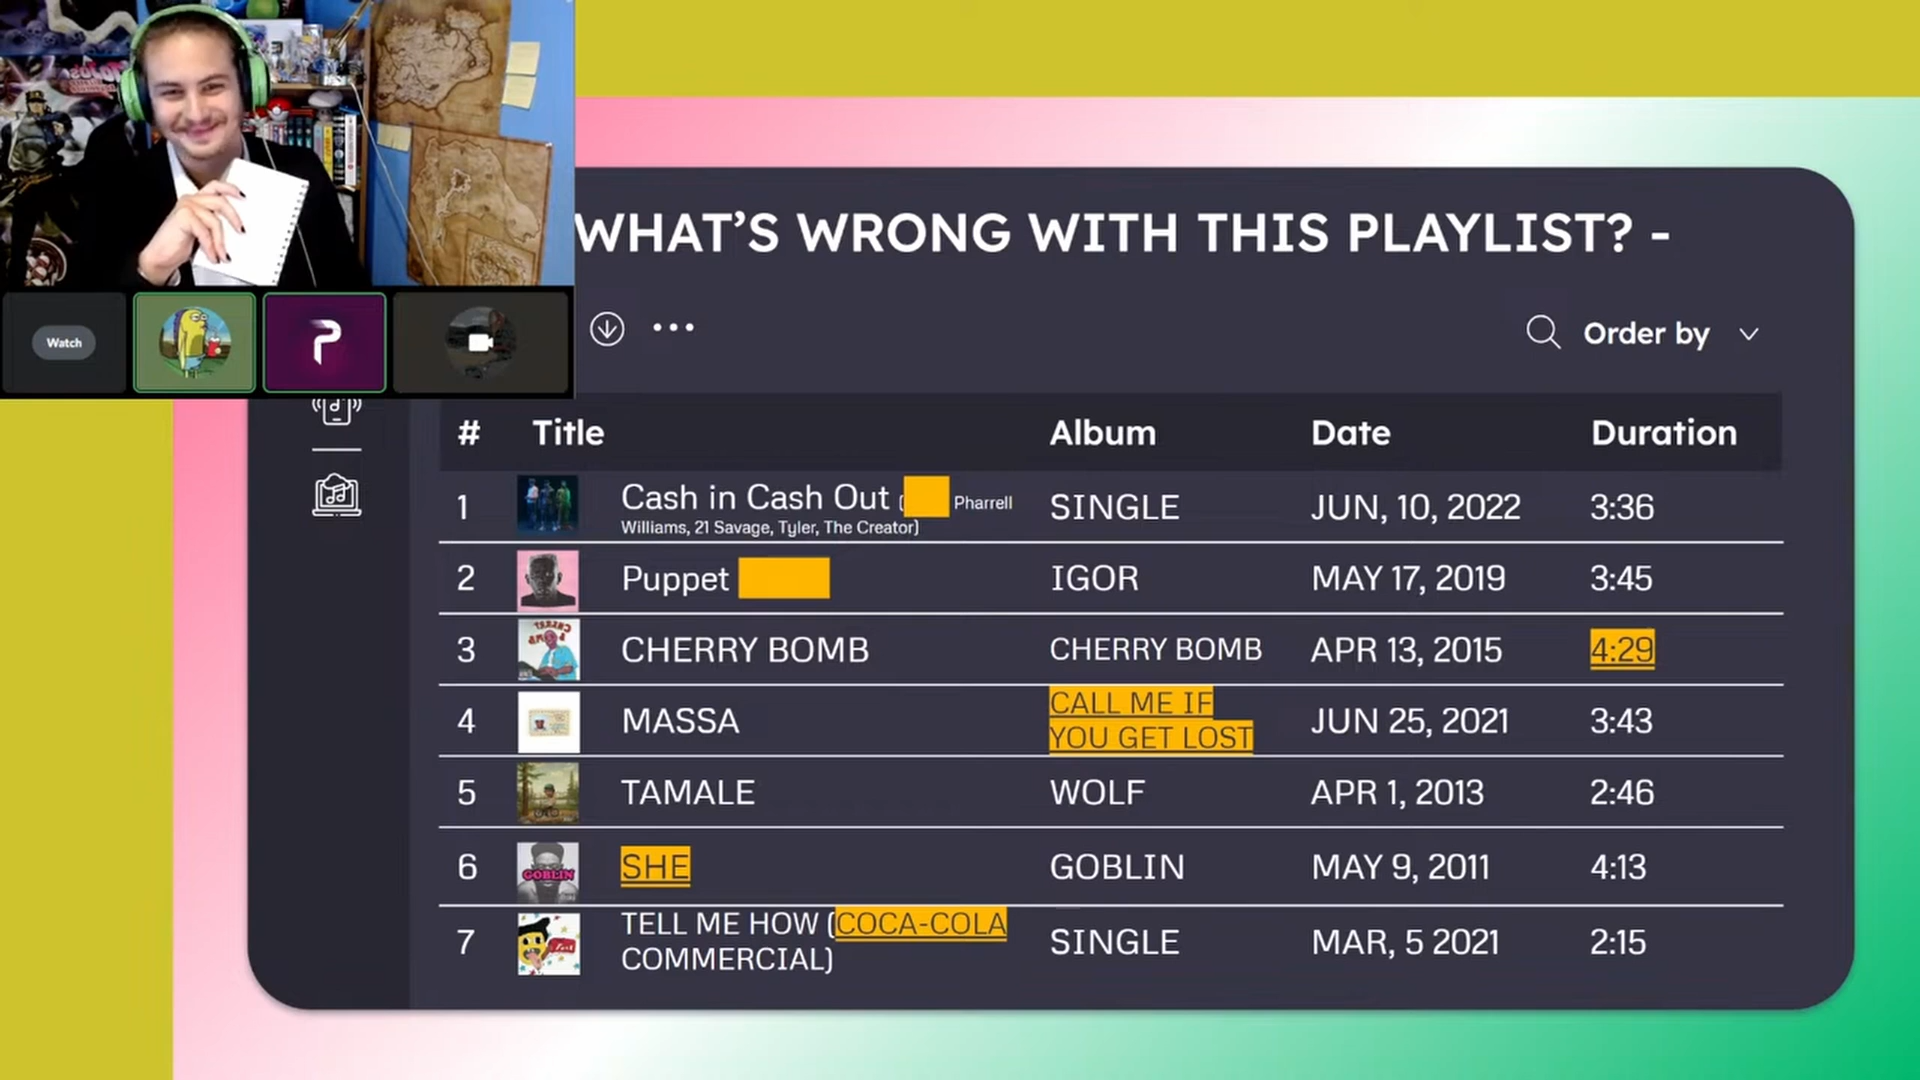 WHAT'S WRONG WITH THIS PLAYLIST? -
Watch
Order by
# Title Album Date Duration
1 Cash in Cash Out ( Pharrell
Williams, 21 Savage, Tyler, The Creator) SINGLE JUN, 10, 2022 3:36
2 Puppet IGOR MAY 17, 2019 3:45
3 CHERRY BOMB CHERRY BOMB APR 13, 2015 4:29
4 MASSA CALL ME IF
YOU GET LOST JUN 25, 2021 3:43
5 TAMALE WOLF APR 1, 2013 2:46
6 GOBLIN SHE GOBLIN MAY 9, 2011 4:13
7 TELL ME HOW (COCA-COLA
COMMERCIAL) SINGLE MAR, 5 2021 2:15